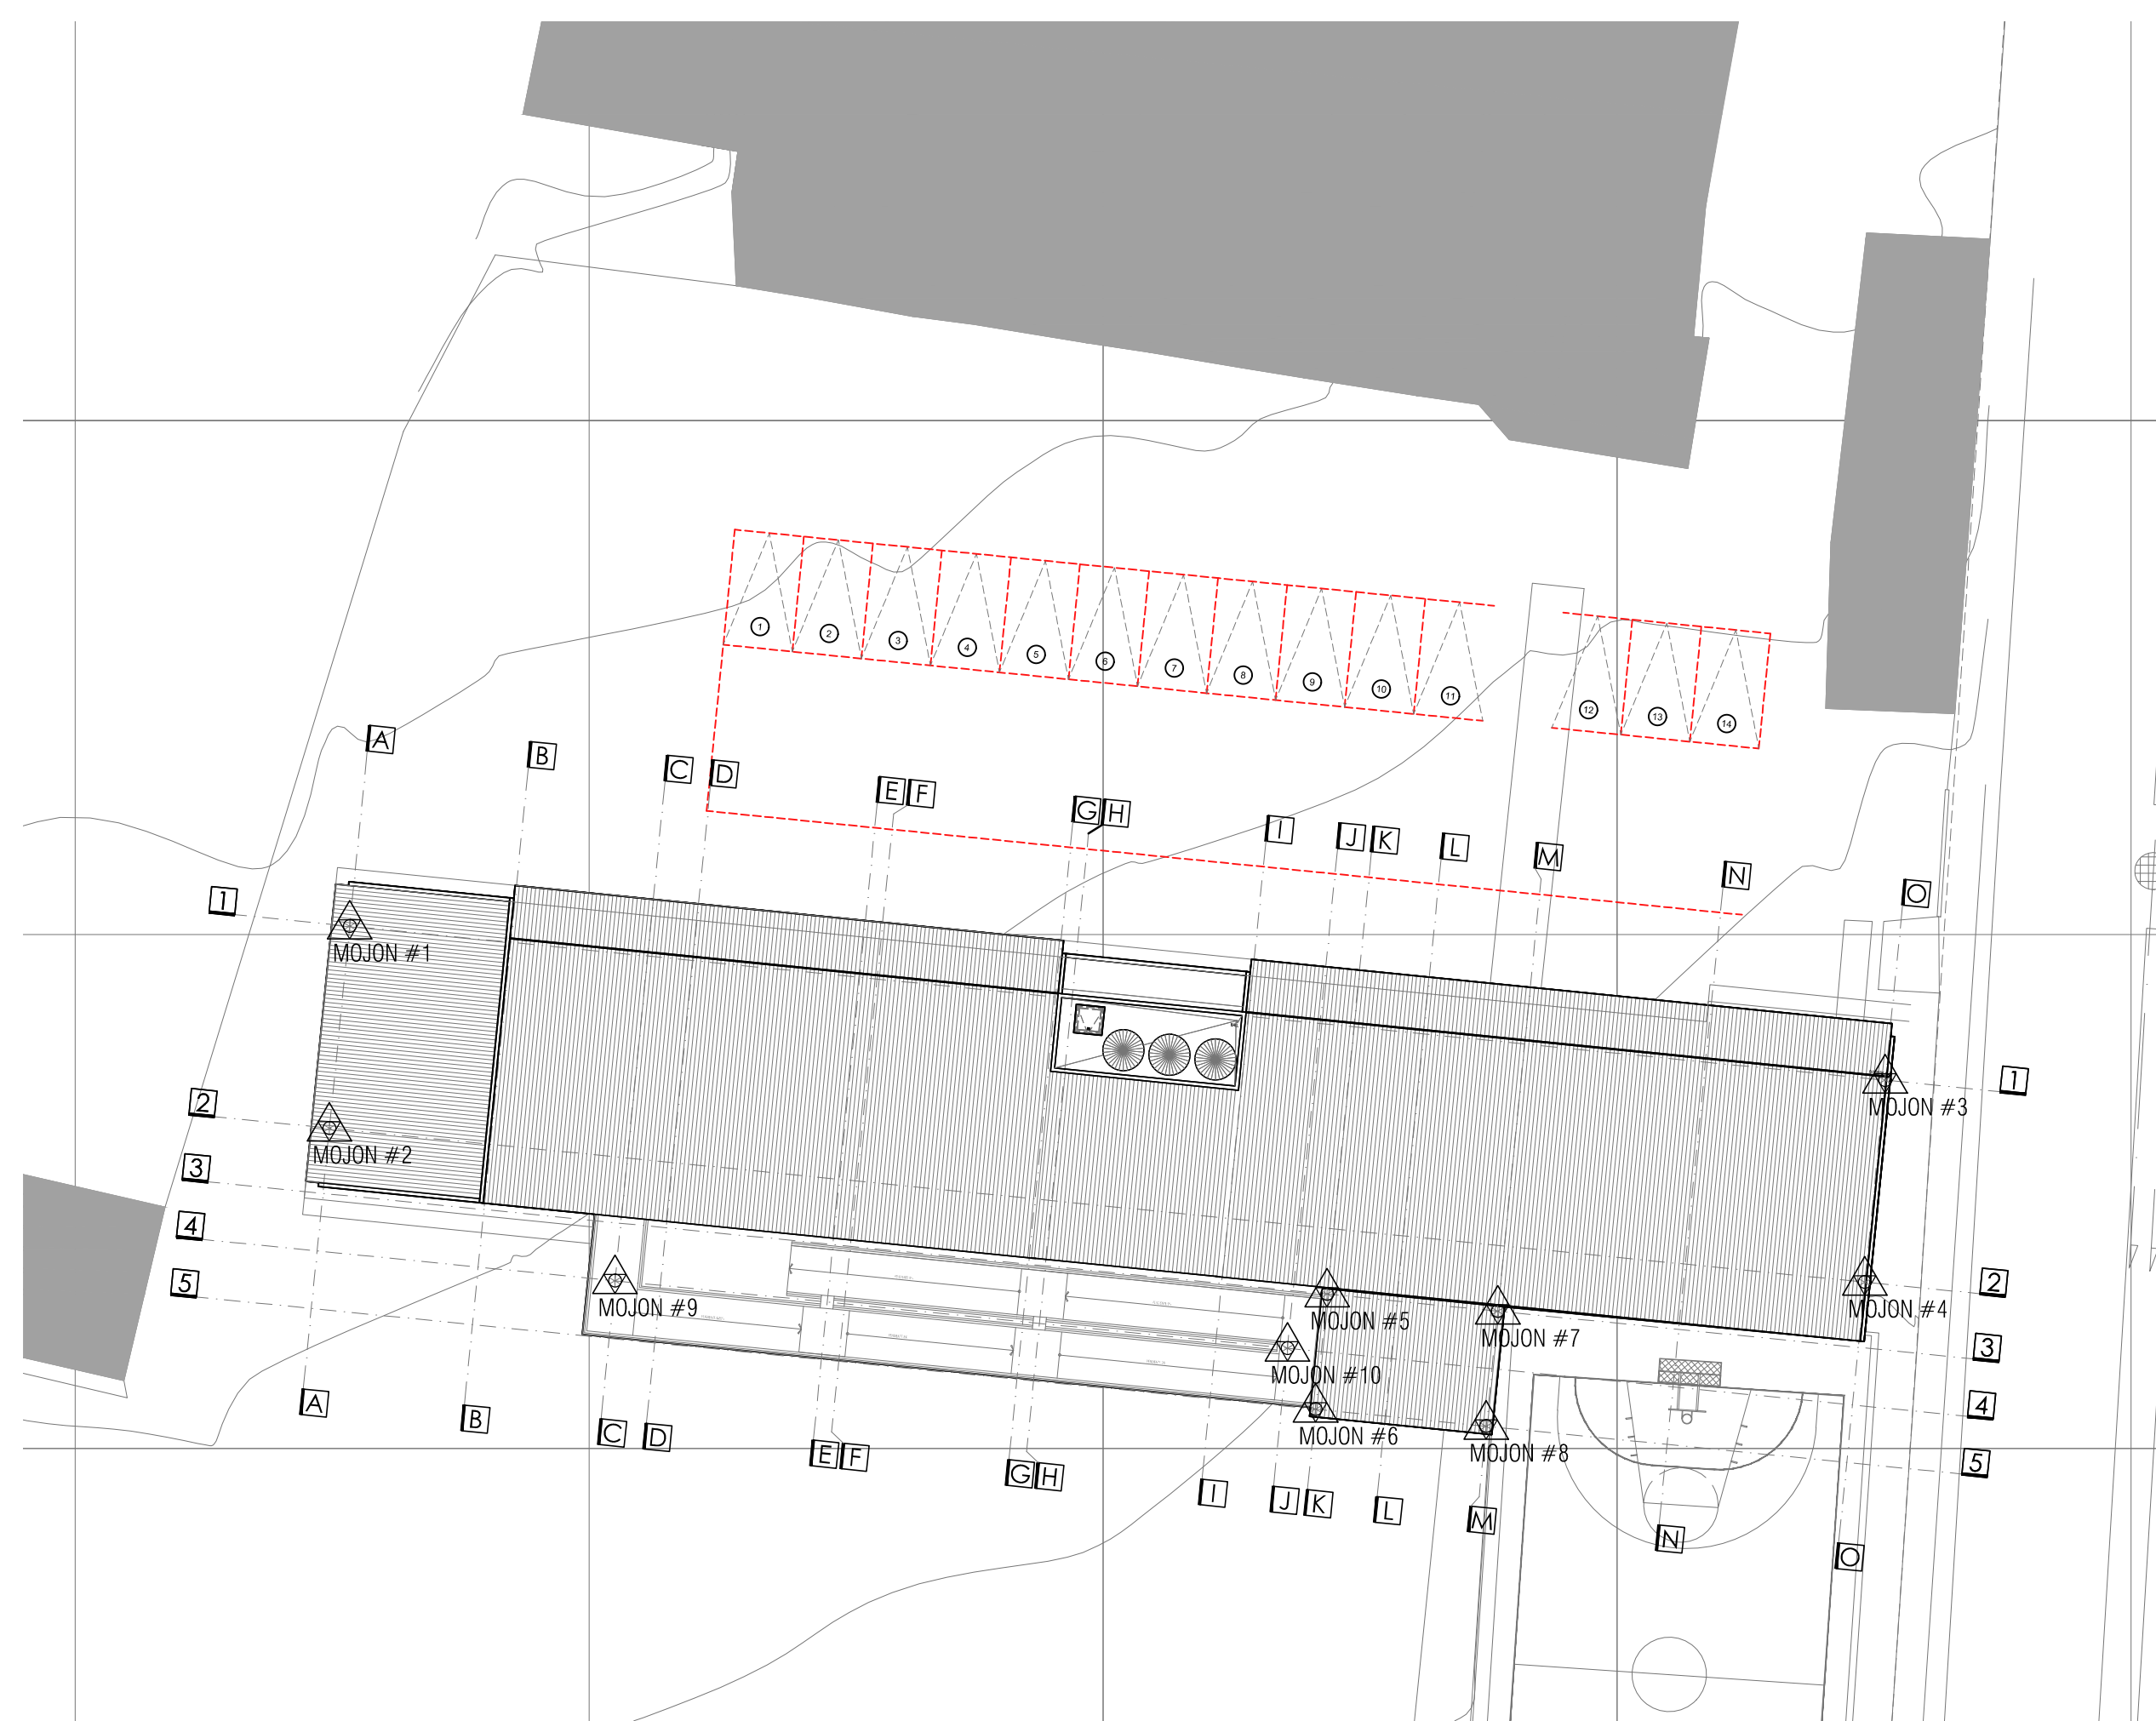 1 2 3 4 5 6 7 8 9 10 11 12 13 14
A B C D E F G H I J K L M N O
1
MOJON #1
1
MOJON #3
2
MOJON #2
3
2
MOJON #4
4
MOJON #9
MOJON #5
MOJON #7
5
3
MOJON #10
4
MOJON #6
MOJON #8
5
A B C D E F G H I J K L M N O